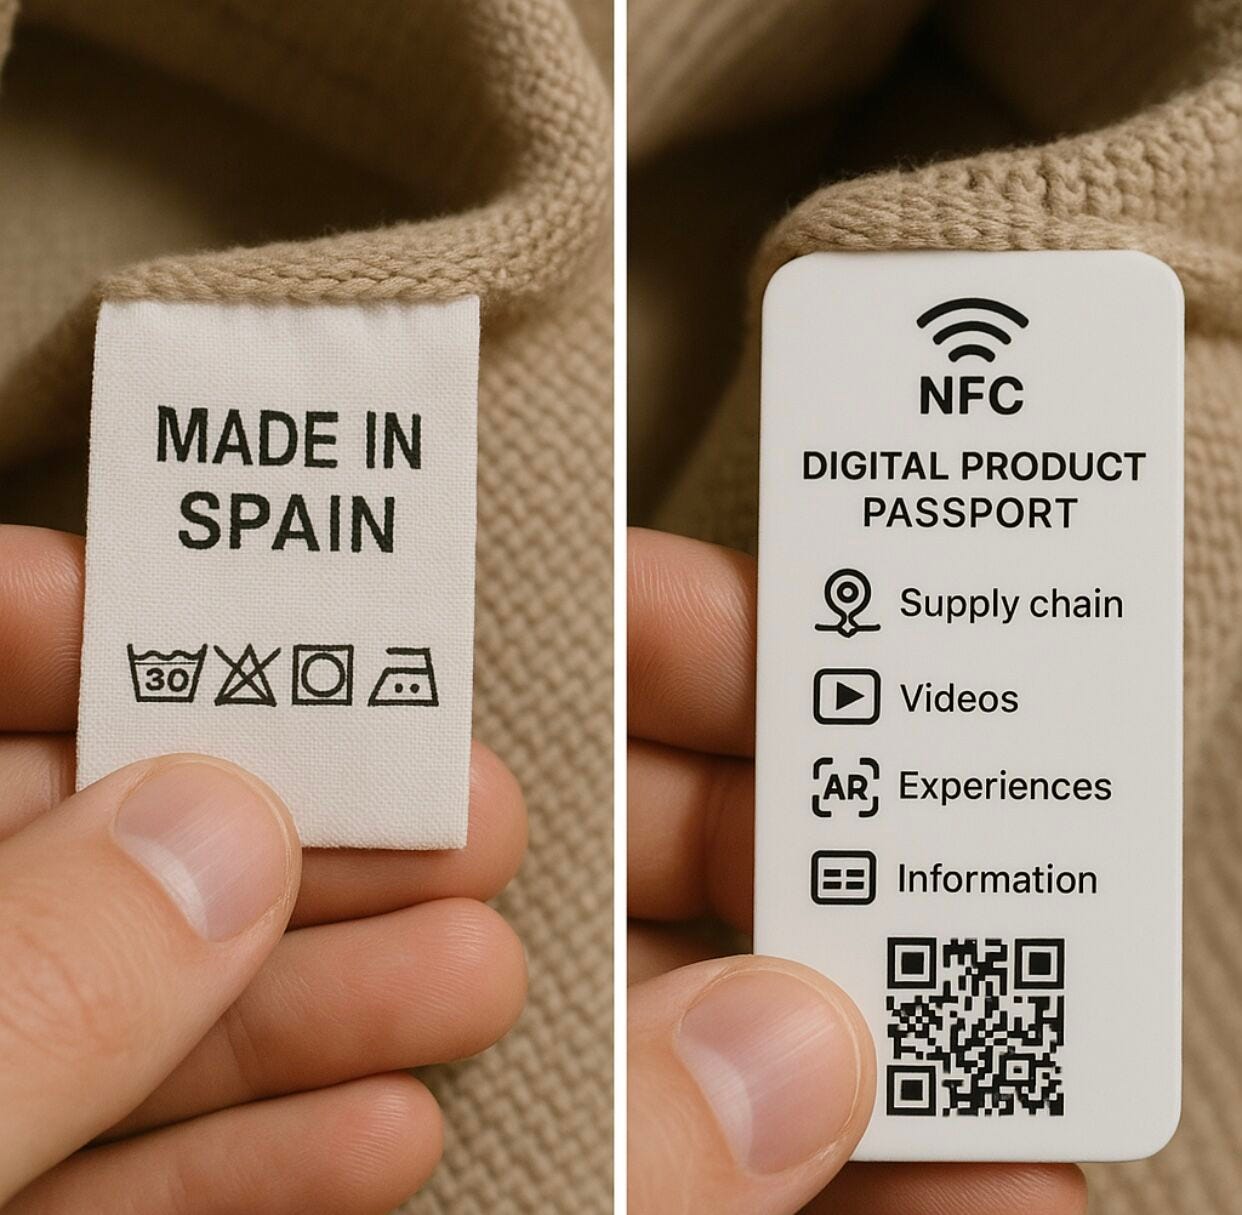 MADE IN
SPAIN
30
NFC
DIGITAL PRODUCT
PASSPORT
Supply chain
Videos
AR Experiences
Information